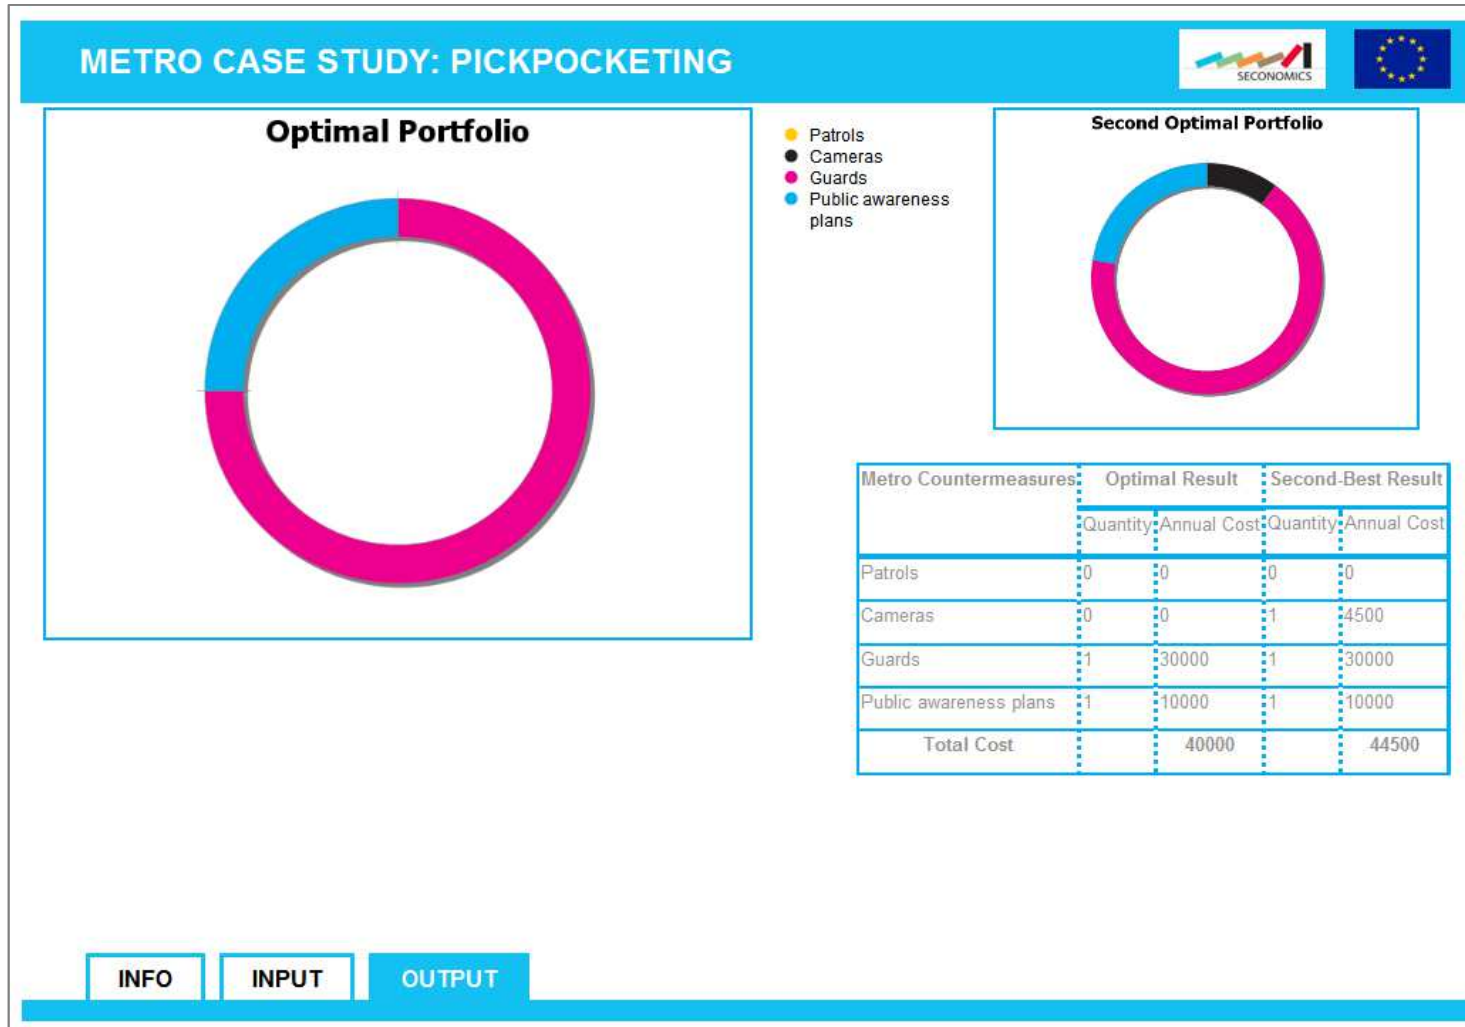 METRO CASE STUDY: PICKPOCKETING
SECONOMICS
Optimal Portfolio
Patrols
Cameras
Guards
Public awareness
plans
Second Optimal Portfolio
Metro Countermeasures Optimal Result Second-Best Result
Quantity Annual Cost Quantity Annual Cost
Patrols 0 0 0 0
Cameras 0 0 1 4500
Guards 1 30000 1 30000
Public awareness plans 1 10000 1 10000
Total Cost 40000 44500
INFO INPUT OUTPUT